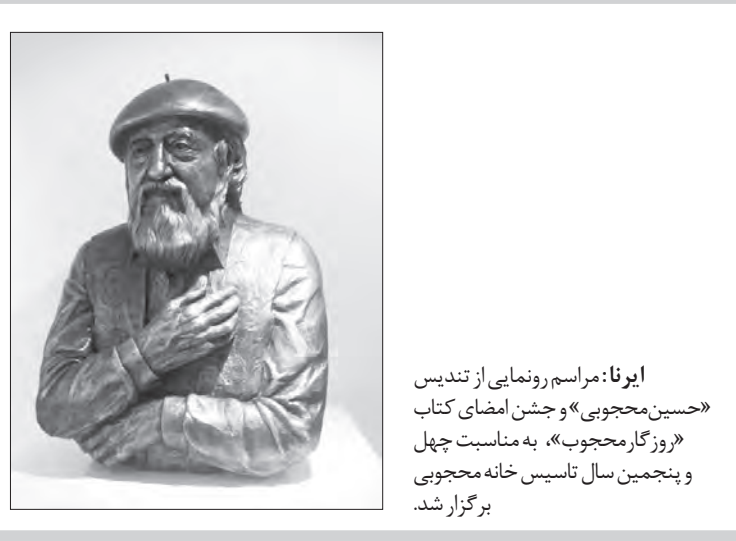 ایرنا: مراسم رونمایی از تندیس
«حسین‌محجوبی» و جشن امضای کتاب
«روزگار محجوب»، به مناسبت چهل
و پنجمین سال تاسیس خانه محجوبی
برگزار شد.